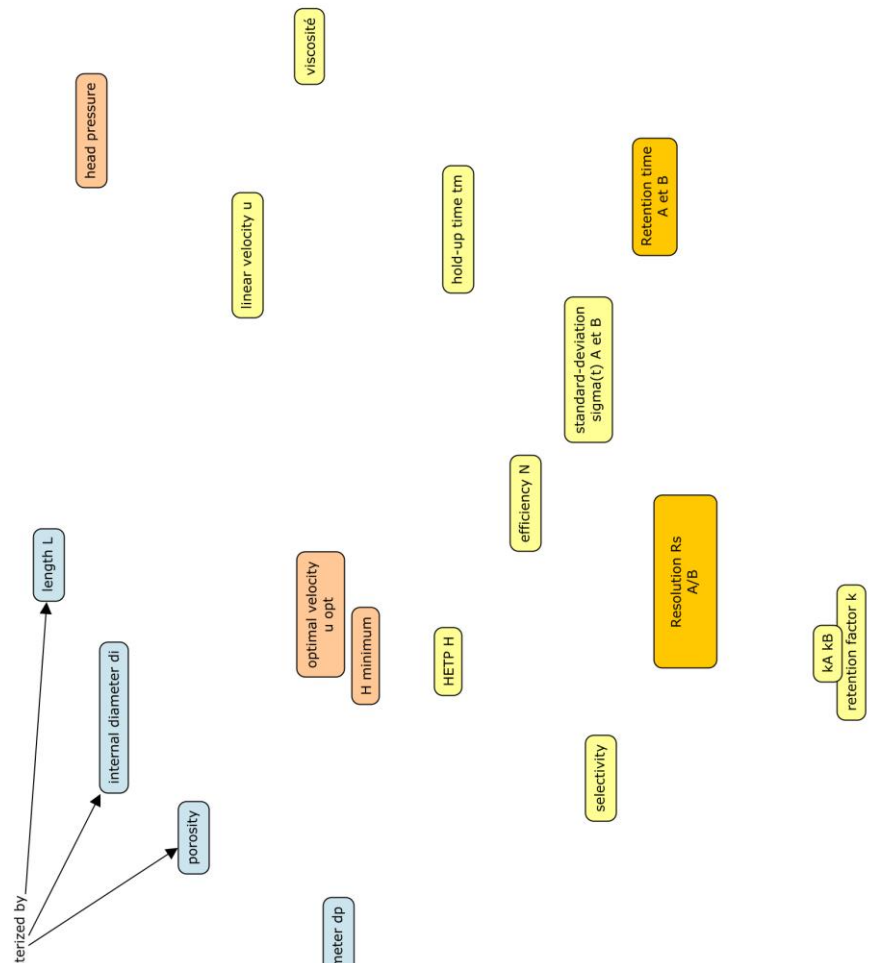 terized by
length L
head pressure
internal diameter di
porosity
linear velocity u
viscosité
optimal velocity
u opt
meter dp
H minimum
HETP H
hold-up time tm
efficiency N
standard-deviation
sigma(t) A et B
selectivity
Retention time
A et B
Resolution Rs
A/B
kA kB
retention factor k